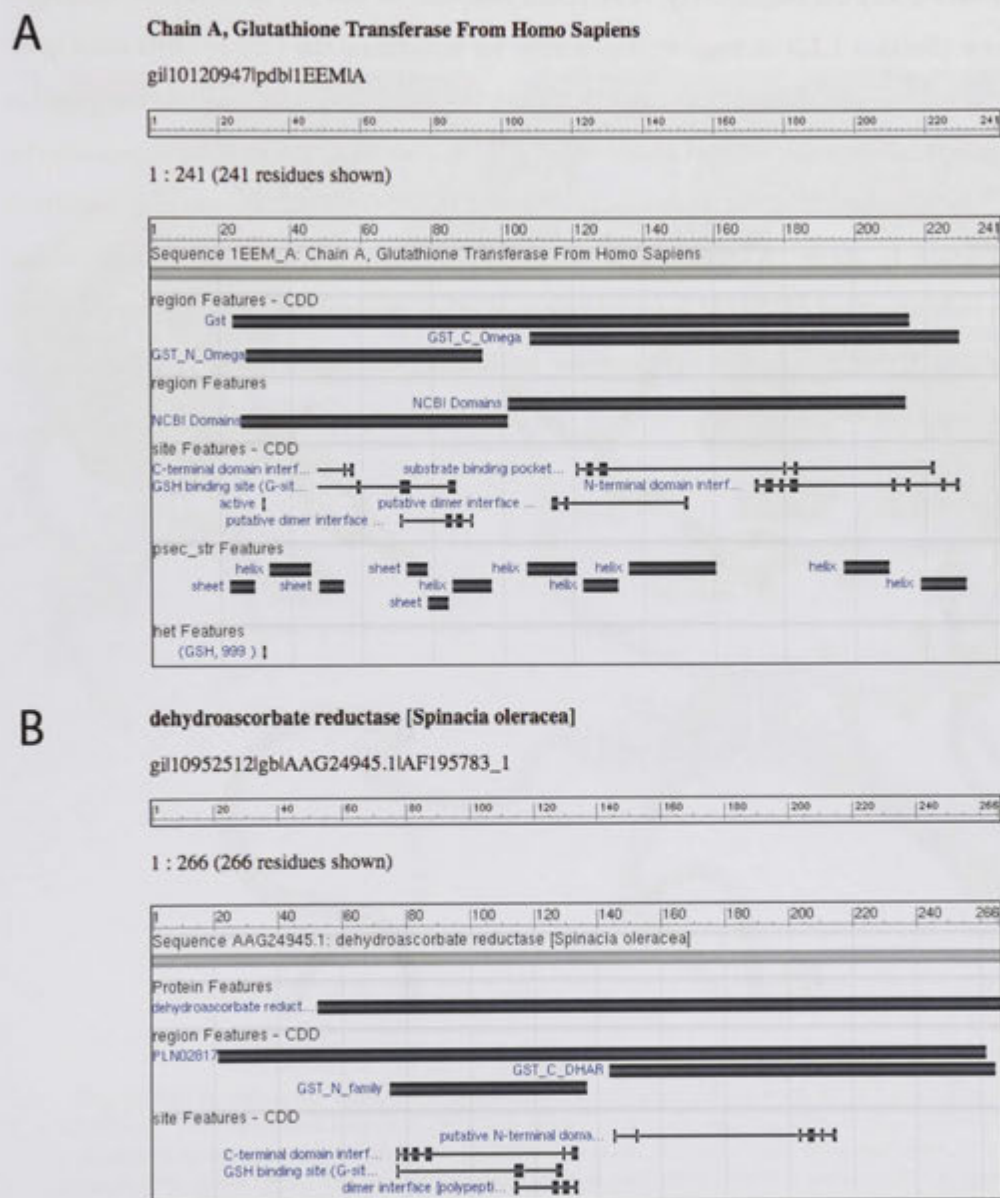 A
Chain A, Glutathione Transferase From Homo Sapiens
gi|10120947|pdb|1EEM|A
1 20 40 60 80 100 120 140 160 180 200 220 241
1 : 241 (241 residues shown)
1 20 40 60 80 100 120 140 160 180 200 220 241
Sequence 1EEM_A: Chain A, Glutathione Transferase From Homo Sapiens
region Features - CDD
Gst
GST_C_Omega
GST_N_Omega
region Features
NCBI Domains
NCBI Domains
site Features - CDD
C-terminal domain interf... substrate binding pocket...
GSH binding site (G-sit... N-terminal domain interf...
active putative dimer interface ...
putative dimer interface ...
psec_str Features
helix sheet helix helix helix
sheet sheet helix helix helix
sheet
het Features
(GSH, 999 )
B
dehydroascorbate reductase [Spinacia oleracea]
gi|10952512|gb|AAG24945.1|AF195783_1
1 20 40 60 80 100 120 140 160 180 200 220 240 266
1 : 266 (266 residues shown)
1 20 40 60 80 100 120 140 160 180 200 220 240 266
Sequence AAG24945.1: dehydroascorbate reductase [Spinacia oleracea]
Protein Features
dehydroascorbate reduct...
region Features - CDD
PLN02817
GST_C_DHAR
GST_N_family
site Features - CDD
putative N-terminal doma...
C-terminal domain interf...
GSH binding site (G-sit...
dimer interface [polypepti...